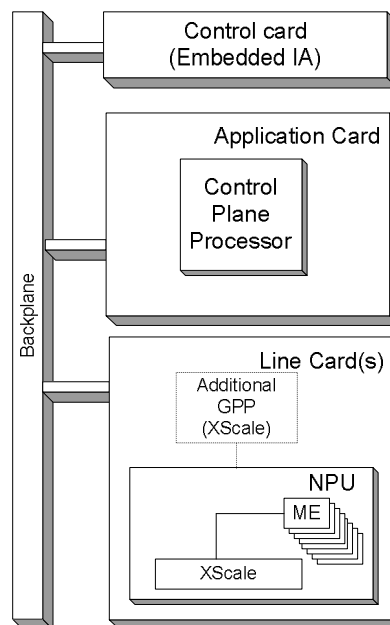 Control card
(Embedded IA)
Application Card
Control
Plane
Processor
Backplane
Line Card(s)
Additional
GPP
(XScale)
NPU
ME
XScale